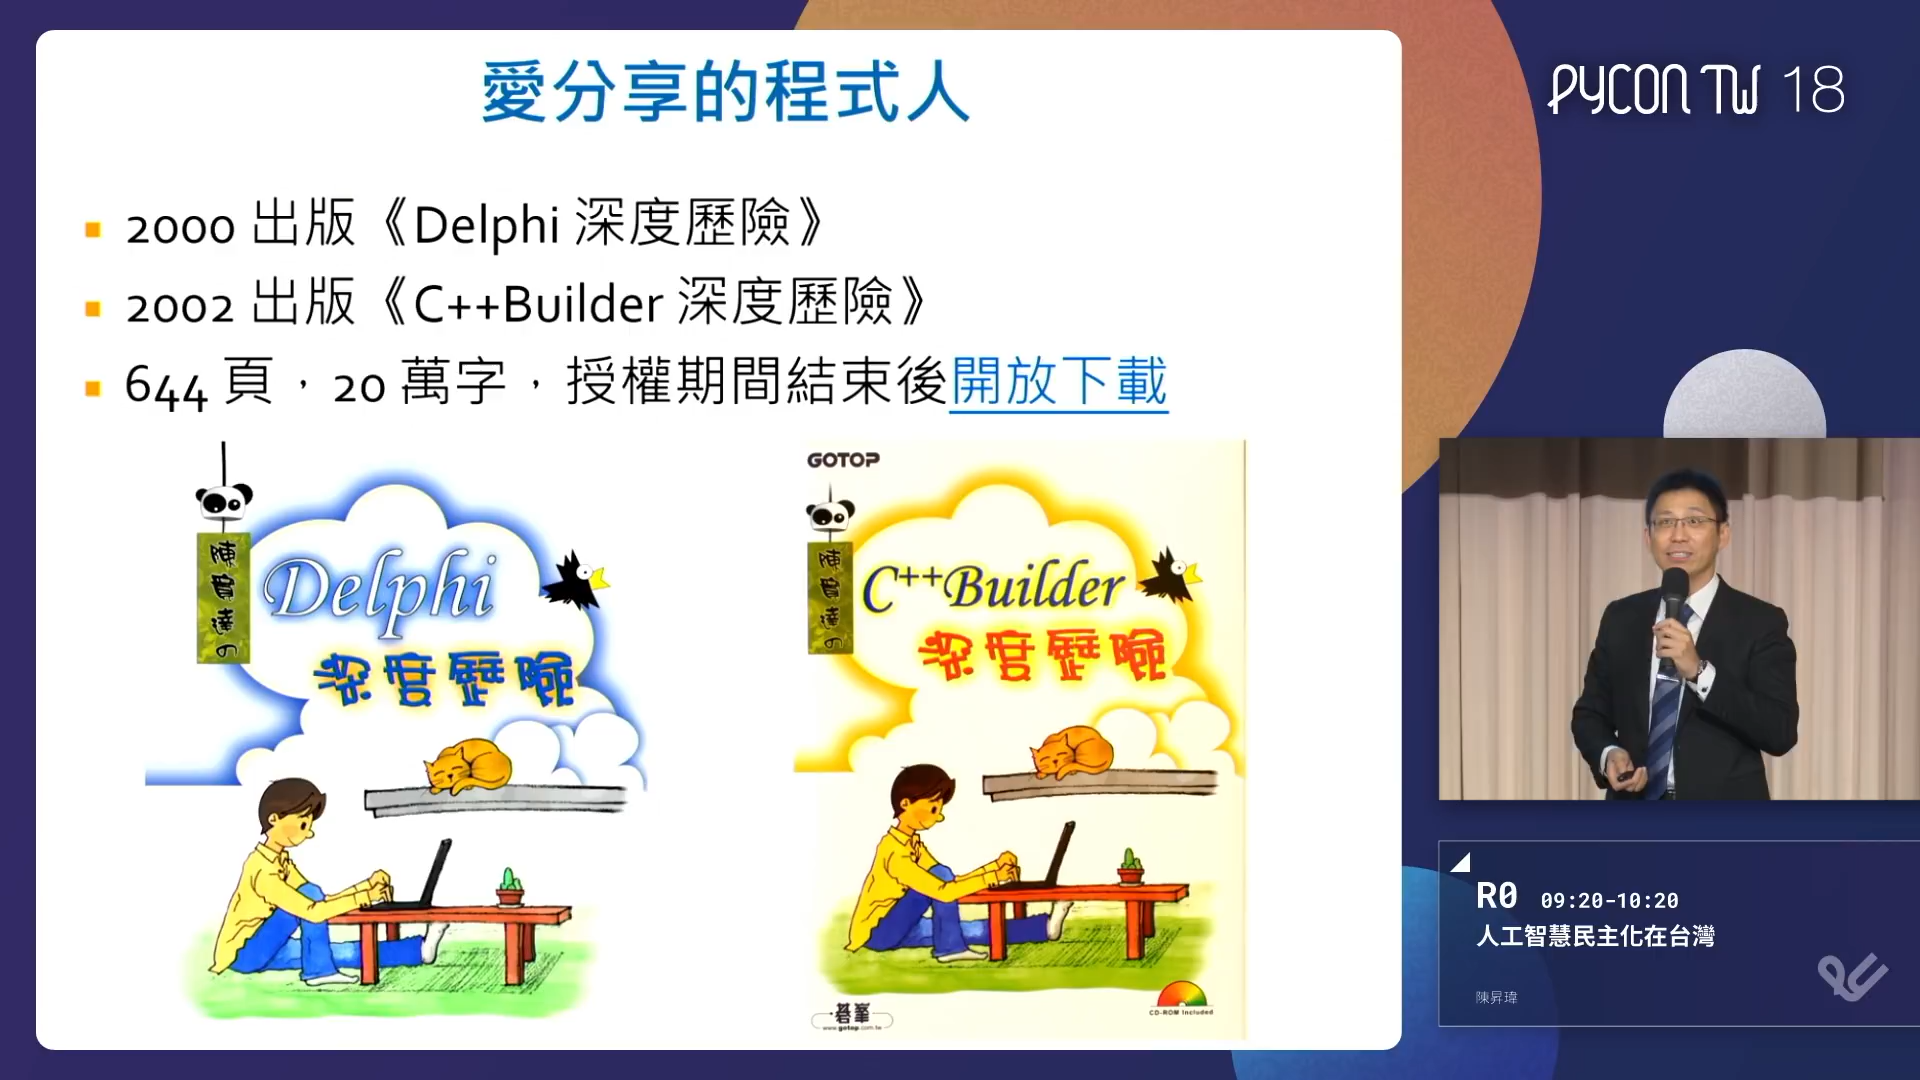 愛分享的程式人
2000 出版《Delphi 深度歷險》
2002 出版《C++Builder 深度歷險》
644 頁，20 萬字，授權期間結束後開放下載
陳寬達の
Delphi
深度歷險
GOTOP
陳寬達の
C++Builder
深度歷險
碁峯
www.gotop.com.tw
CD-ROM Included
PYCON TW 18
R0 09:20-10:20
人工智慧民主化在台灣
陳昇瑋